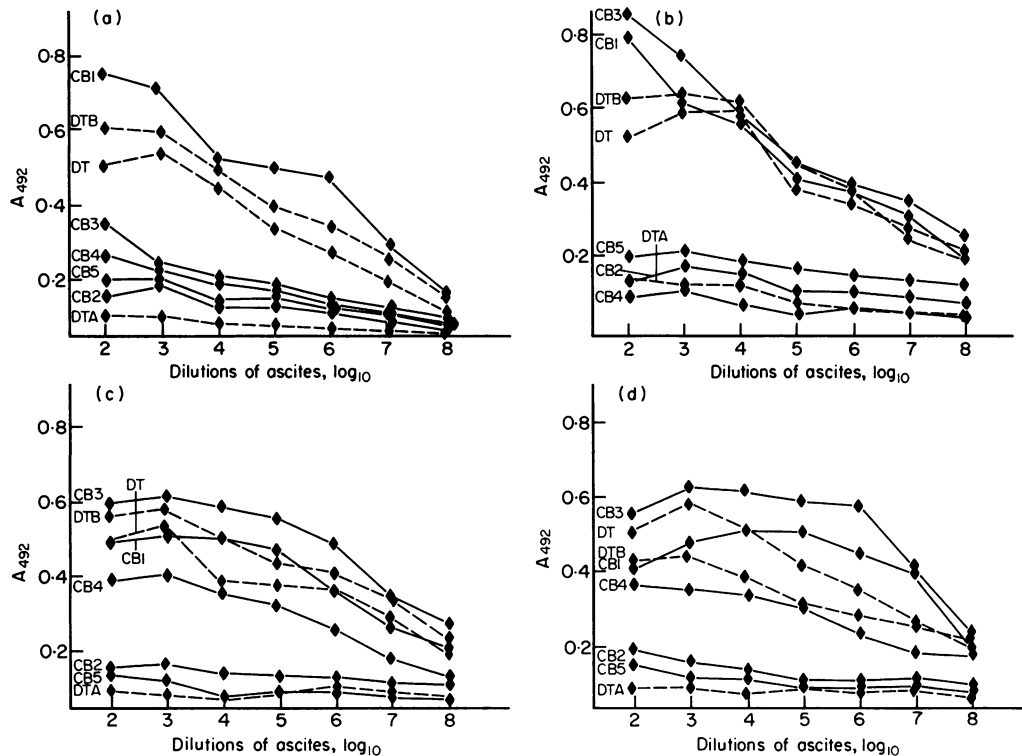 (a)
0·8
0·6
0·4
0·2
A492
CB1
DTB
DT
CB3
CB4
CB5
CB2
DTA
2 3 4 5 6 7 8
Dilutions of ascites, log10
(b)
0·8
0·6
0·4
0·2
A492
CB3
CB1
DTB
DT
CB5
DTA
CB2
CB4
2 3 4 5 6 7 8
Dilutions of ascites, log10
(c)
0·8
0·6
0·4
0·2
A492
CB3
DT
DTB
CB1
CB4
CB2
CB5
DTA
2 3 4 5 6 7 8
Dilutions of ascites, log10
(d)
0·8
0·6
0·4
0·2
A492
CB3
DT
DTB
CB1
CB4
CB2
CB5
DTA
2 3 4 5 6 7 8
Dilutions of ascites, log10